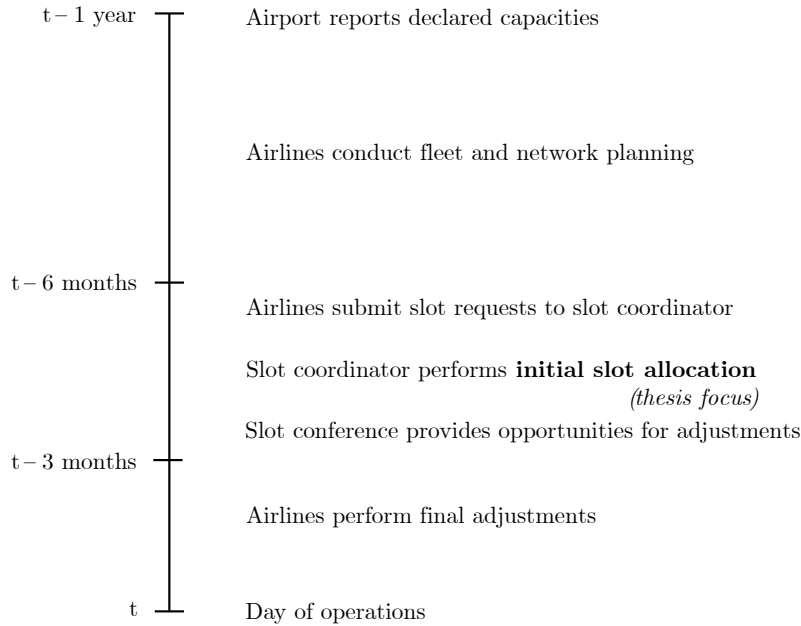 t – 1 year Airport reports declared capacities
Airlines conduct fleet and network planning
t – 6 months
Airlines submit slot requests to slot coordinator
Slot coordinator performs initial slot allocation
(thesis focus)
Slot conference provides opportunities for adjustments
t – 3 months
Airlines perform final adjustments
t Day of operations